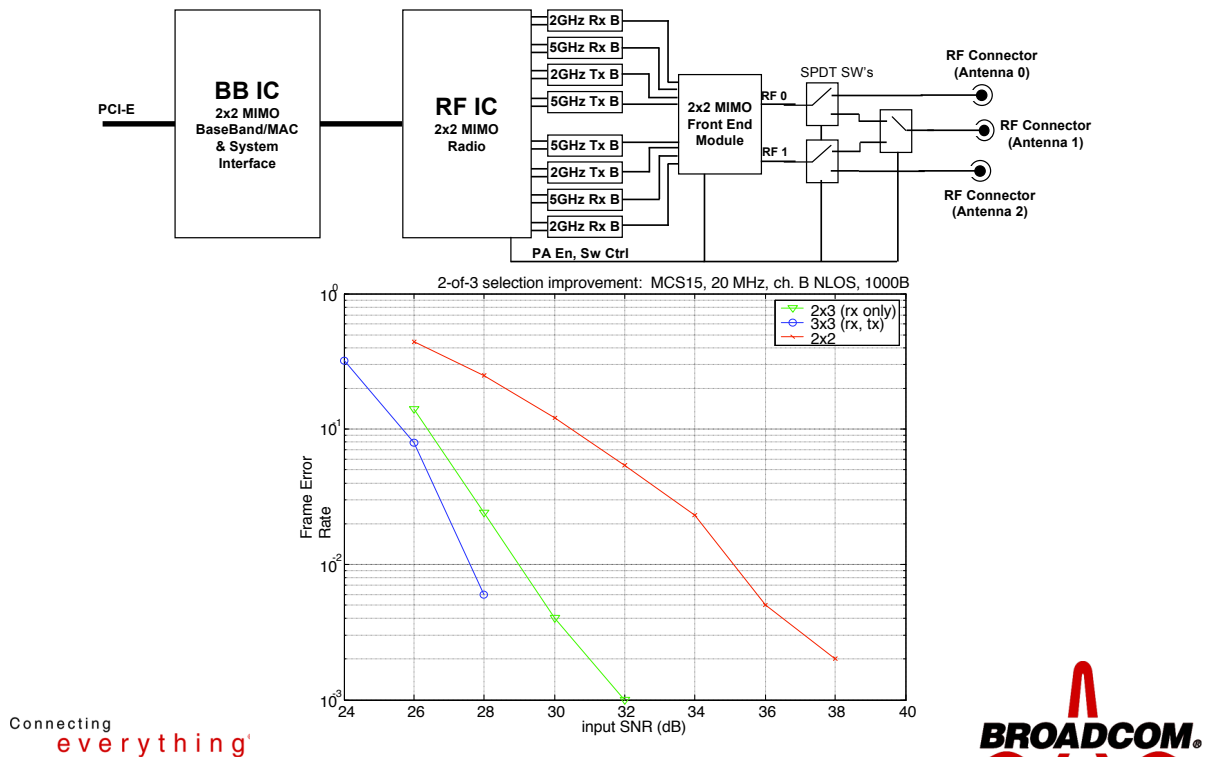 PCI-E
BB IC
2x2 MIMO
BaseBand/MAC
& System
Interface
RF IC
2x2 MIMO
Radio
2GHz Rx B
5GHz Rx B
2GHz Tx B
5GHz Tx B
5GHz Tx B
2GHz Tx B
5GHz Rx B
2GHz Rx B
PA En, Sw Ctrl
2x2 MIMO
Front End
Module
RF 0
RF 1
SPDT SW's
RF Connector
(Antenna 0)
RF Connector
(Antenna 1)
RF Connector
(Antenna 2)
2-of-3 selection improvement: MCS15, 20 MHz, ch. B NLOS, 1000B
2x3 (rx only)
3x3 (rx, tx)
2x2
Frame Error
Rate
10^0
10^1
10^-2
10^-3
24 26 28 30 32 34 36 38 40
input SNR (dB)
Connecting
everything
BROADCOM®